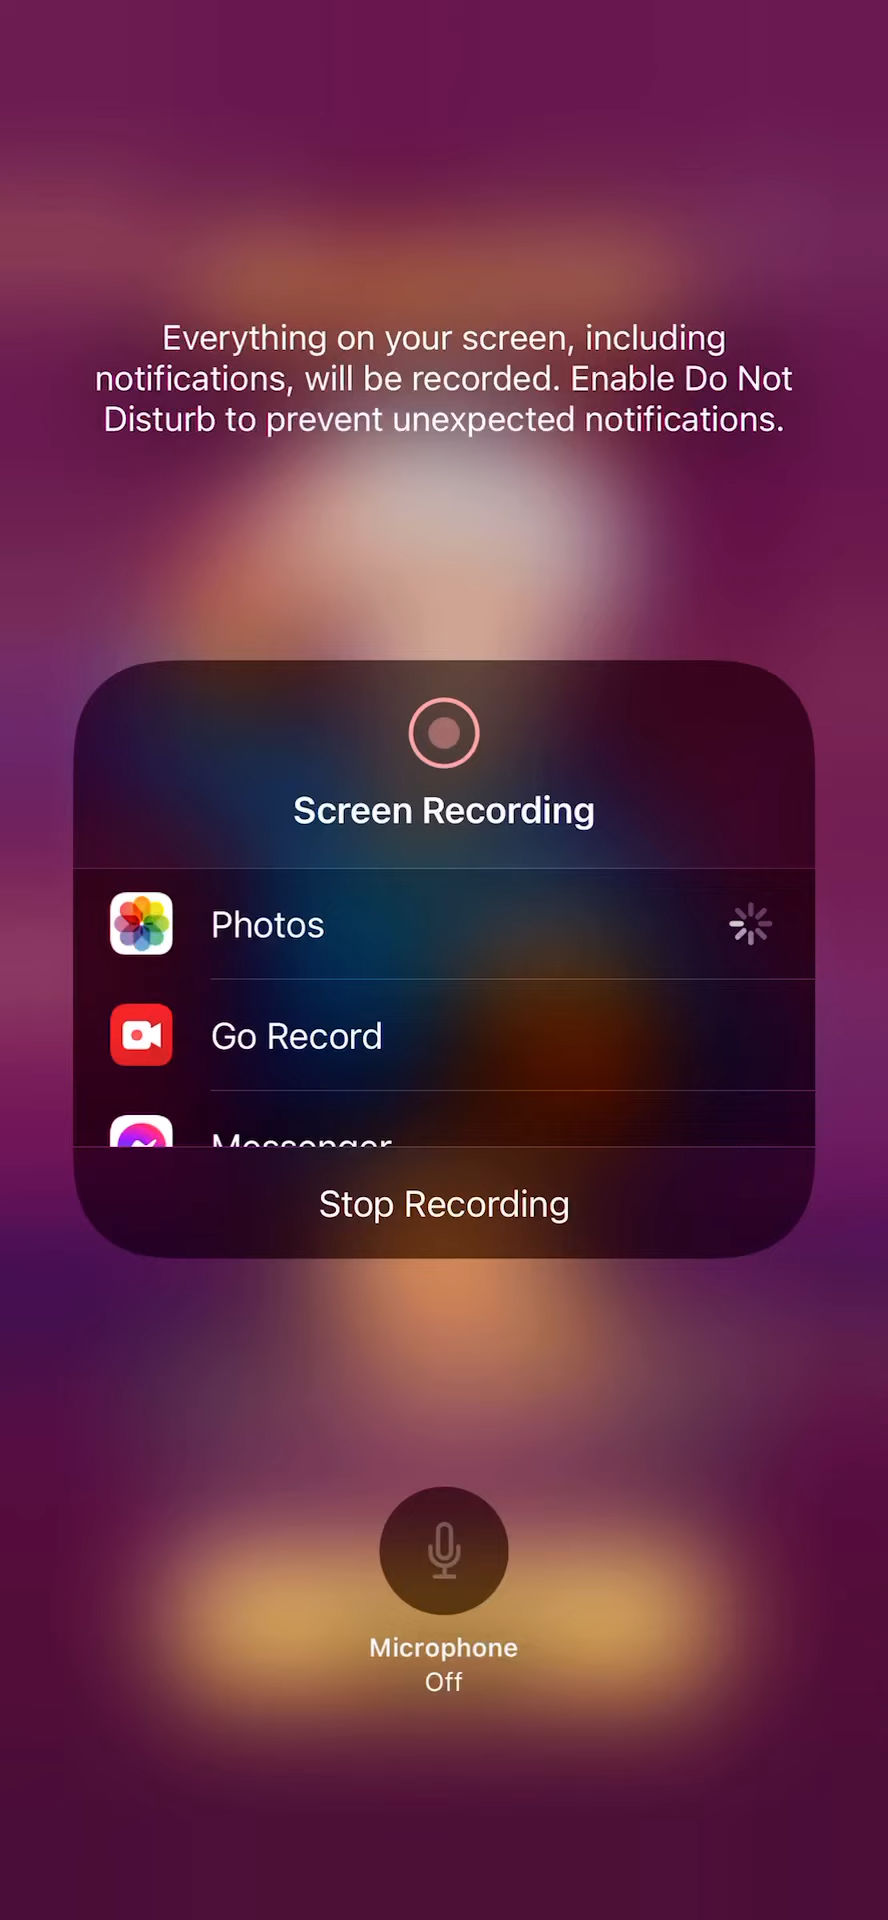 Everything on your screen, including
notifications, will be recorded. Enable Do Not
Disturb to prevent unexpected notifications.
Screen Recording
Photos
Go Record
Messenger
Stop Recording
Microphone
Off